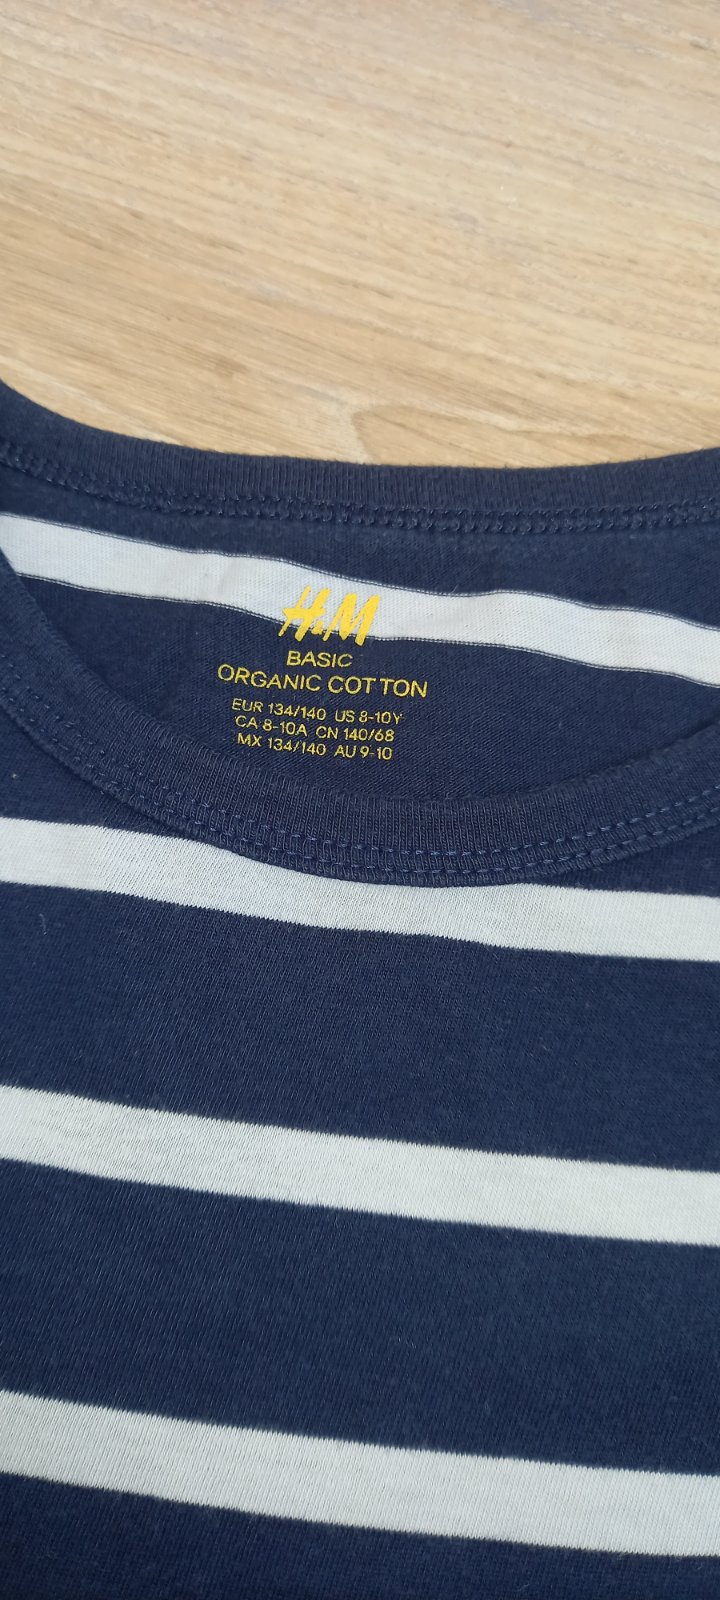 H&M
BASIC
ORGANIC COTTON
EUR 134/140 US 8-10Y
CA 8-10A CN 140/68
MX 134/140 AU 9-10